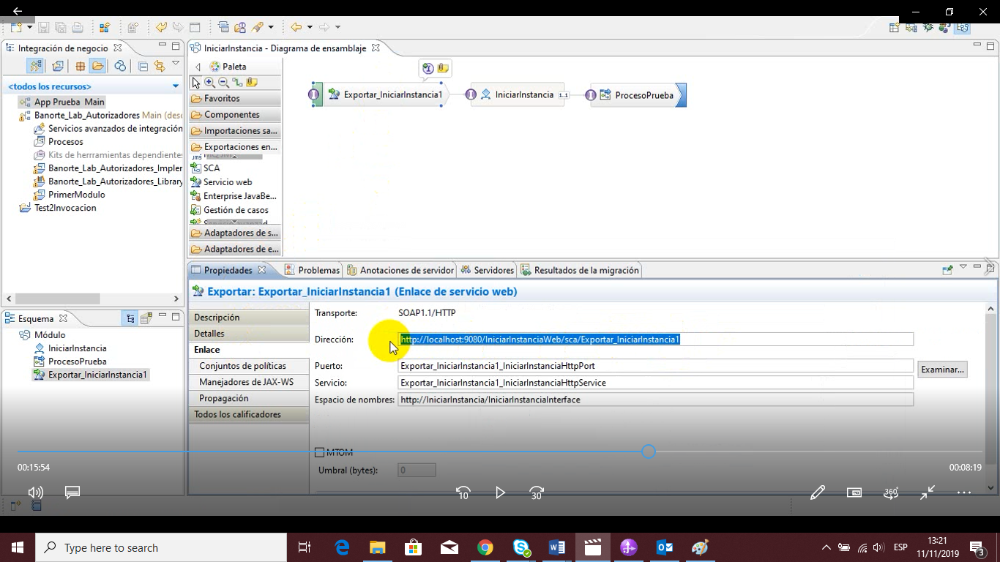 Integración de negocio
<todos los recursos>
App Prueba Main
Banorte_Lab_Autorizadores Main (desc
Servicios avanzados de integración
Procesos
Kits de herrramientas dependientes
Banorte_Lab_Autorizadores_Impler
Banorte_Lab_Autorizadores_Library
PrimerModulo
Test2Invocacion
Esquema
Módulo
IniciarInstancia
ProcesoPrueba
Exportar_IniciarInstancia1
IniciarInstancia - Diagrama de ensamblaje
Paleta
Favoritos
Componentes
Importaciones sa...
Exportaciones en...
SCA
Servicio web
Enterprise JavaBe...
Gestión de casos
Adaptadores de s...
Adaptadores de e...
Exportar_IniciarInstancia1
IniciarInstancia
1..1
ProcesoPrueba
Propiedades
Problemas
Anotaciones de servidor
Servidores
Resultados de la migración
Exportar: Exportar_IniciarInstancia1 (Enlace de servicio web)
Descripción
Detalles
Enlace
Conjuntos de políticas
Manejadores de JAX-WS
Propagación
Todos los calificadores
Transporte: SOAP1.1/HTTP
Dirección: http://localhost:9080/IniciarInstanciaWeb/sca/Exportar_IniciarInstancia1
Puerto: Exportar_IniciarInstancia1_IniciarInstanciaHttpPort
Examinar...
Servicio: Exportar_IniciarInstancia1_IniciarInstanciaHttpService
Espacio de nombres: http://IniciarInstancia/IniciarInstanciaInterface
MTOM
Umbral (bytes): 0
00:15:54
00:08:19
10
30
360°
Type here to search
ESP
13:21
11/11/2019
3